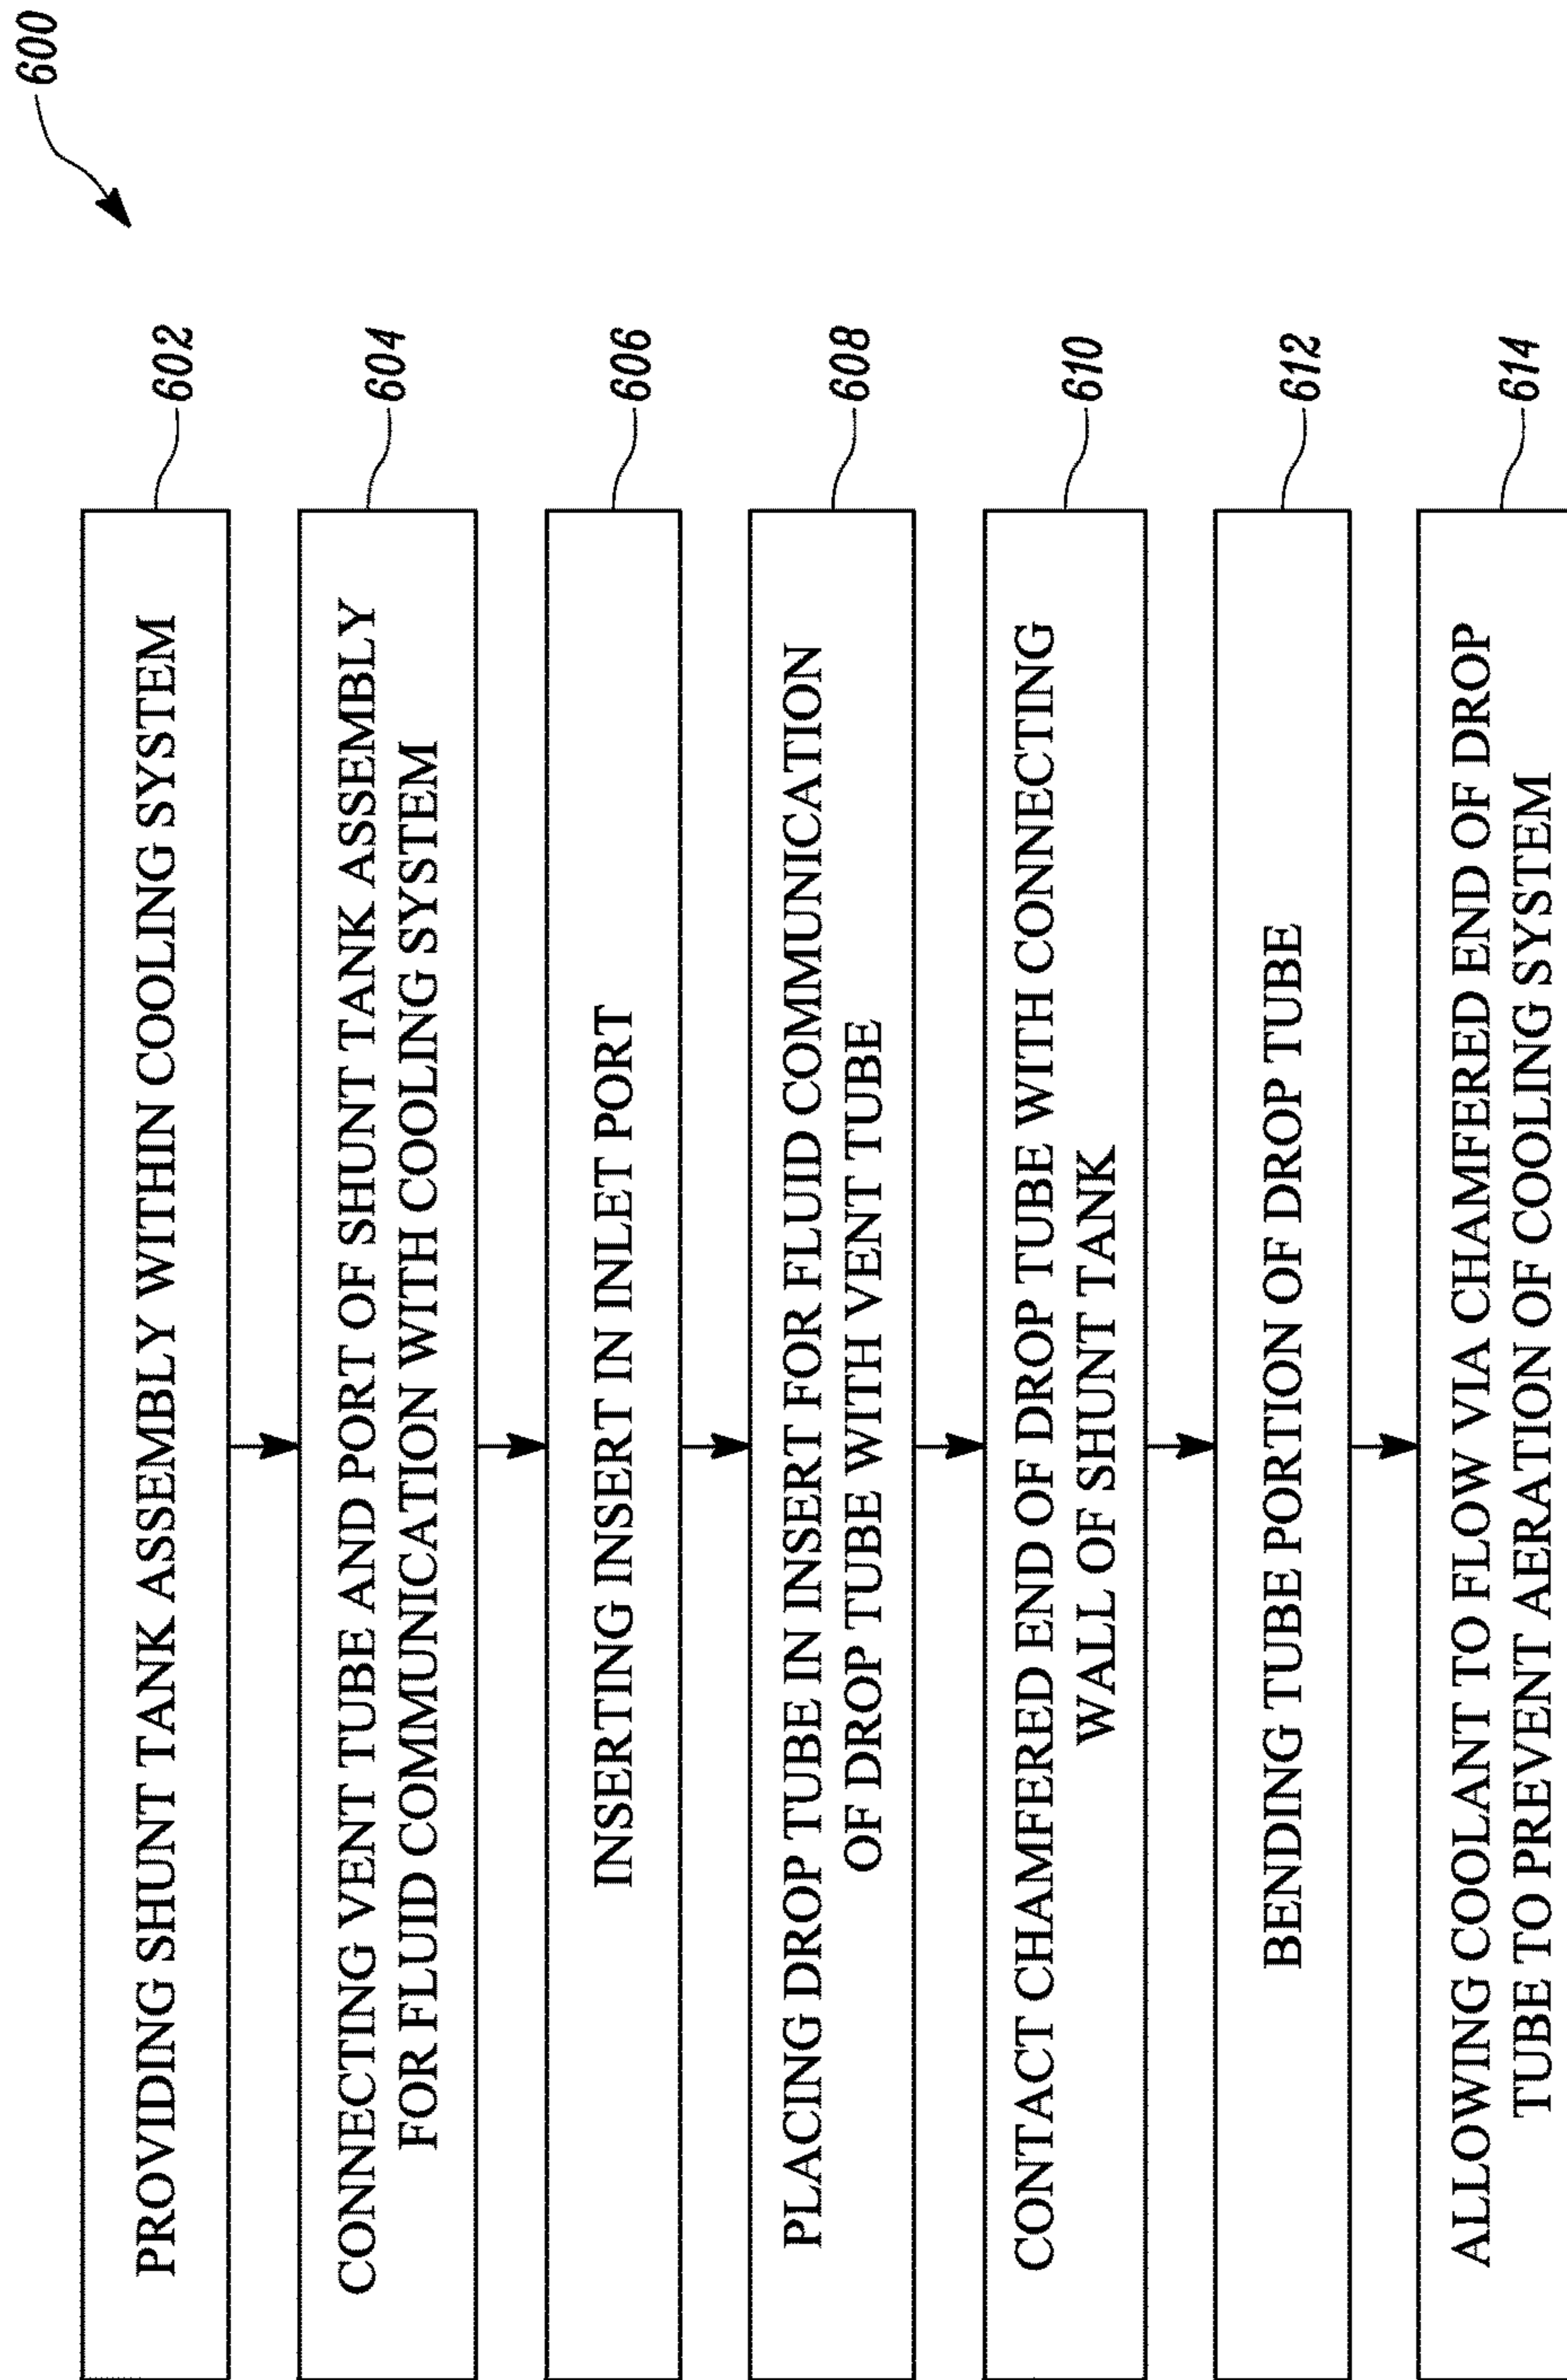 600
PROVIDING SHUNT TANK ASSEMBLY WITHIN COOLING SYSTEM
602
CONNECTING VENT TUBE AND PORT OF SHUNT TANK ASSEMBLY
FOR FLUID COMMUNICATION WITH COOLING SYSTEM
604
INSERTING INSERT IN INLET PORT
606
PLACING DROP TUBE IN INSERT FOR FLUID COMMUNICATION
OF DROP TUBE WITH VENT TUBE
608
CONTACT CHAMFERED END OF DROP TUBE WITH CONNECTING
WALL OF SHUNT TANK
610
BENDING TUBE PORTION OF DROP TUBE
612
ALLOWING COOLANT TO FLOW VIA CHAMFERED END OF DROP
TUBE TO PREVENT AERATION OF COOLING SYSTEM
614